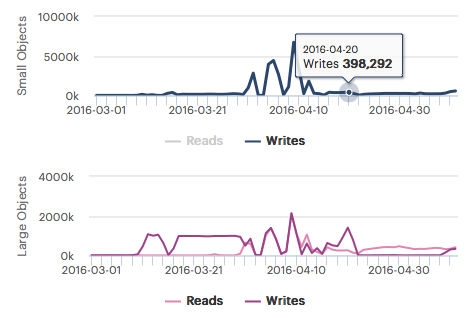 Small Objects
10000k
5000k
0k
2016-04-20
Writes 398,292
2016-03-01 2016-03-21 2016-04-10 2016-04-30
Reads Writes
Large Objects
4000k
2000k
0k
2016-03-01 2016-03-21 2016-04-10 2016-04-30
Reads Writes